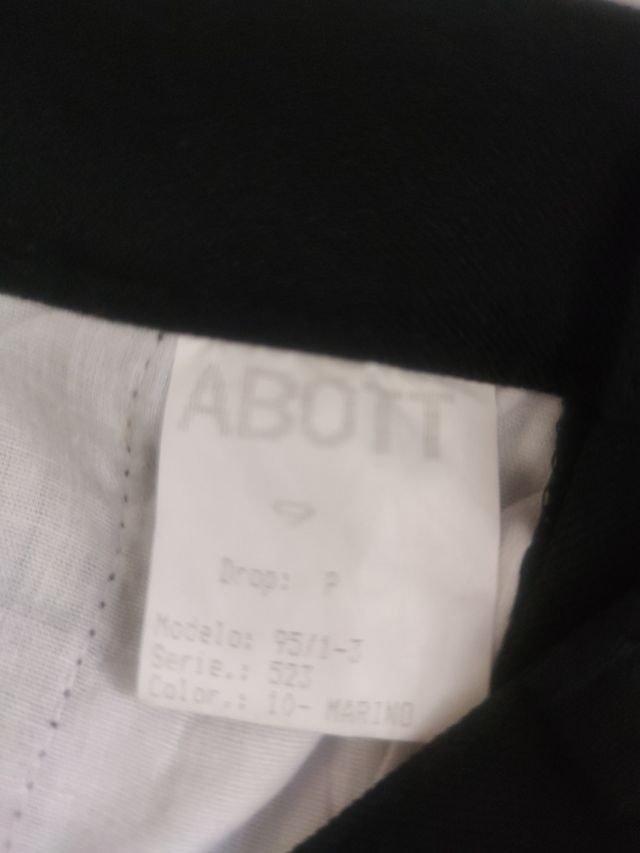 ABOTT
Drop: P
Modelo: 95/1-3
Serie.: 523
Color.: 10- MARINO